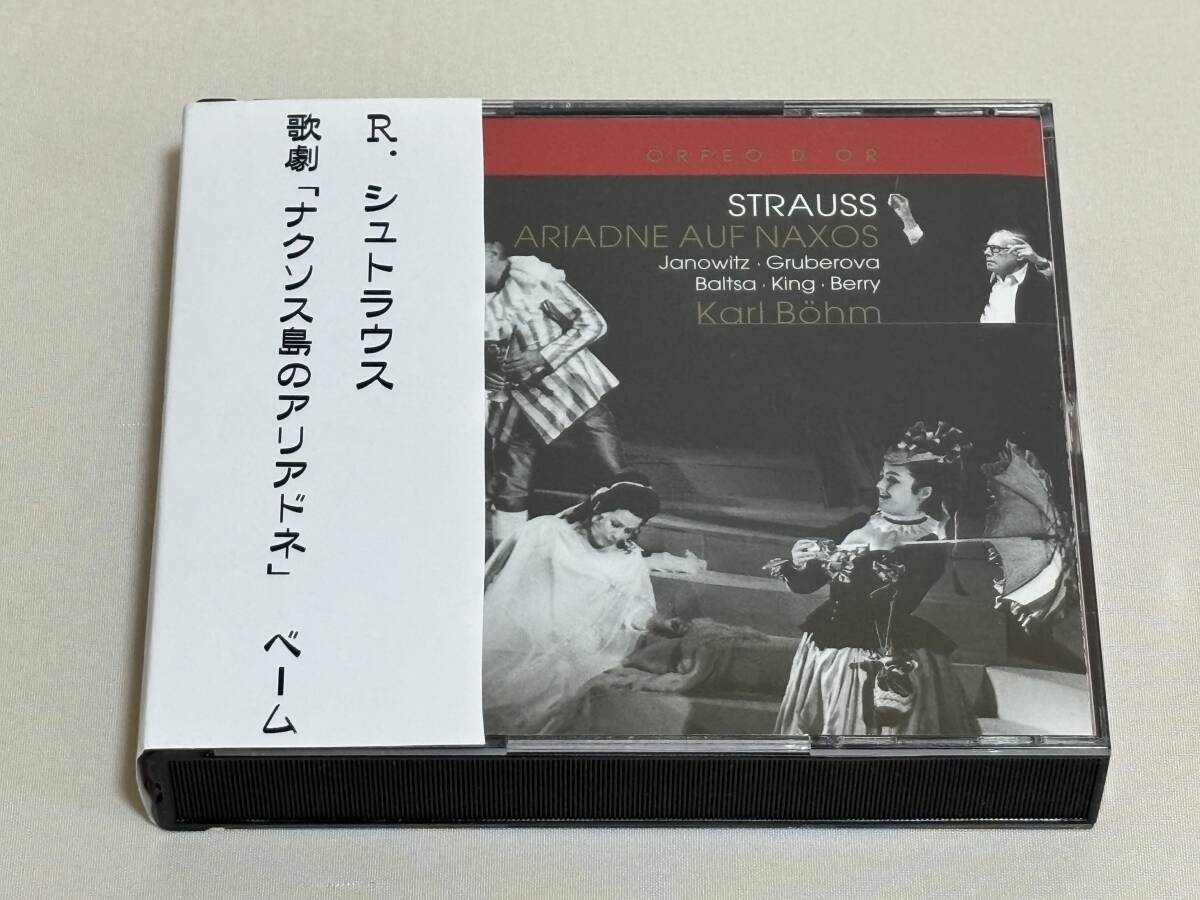 R. シュトラウス
歌劇「ナクソス島のアリアドネ」 ベーム
ORFEO D OR
STRAUSS
ARIADNE AUF NAXOS
Janowitz · Gruberova
Baltsa · King · Berry
Karl Böhm